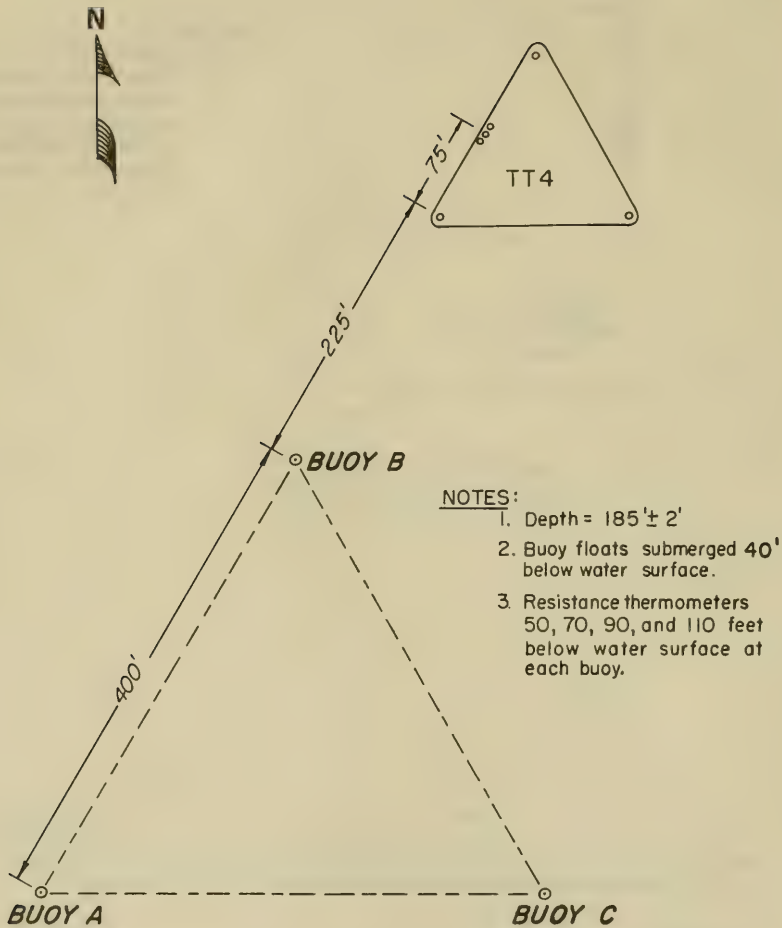 N
75'
TT4
225'
BUOY B
NOTES:
1. Depth = 185'± 2'
2. Buoy floats submerged 40'
below water surface.
3. Resistance thermometers
50, 70, 90, and 110 feet
below water surface at
each buoy.
400'
BUOY A
BUOY C